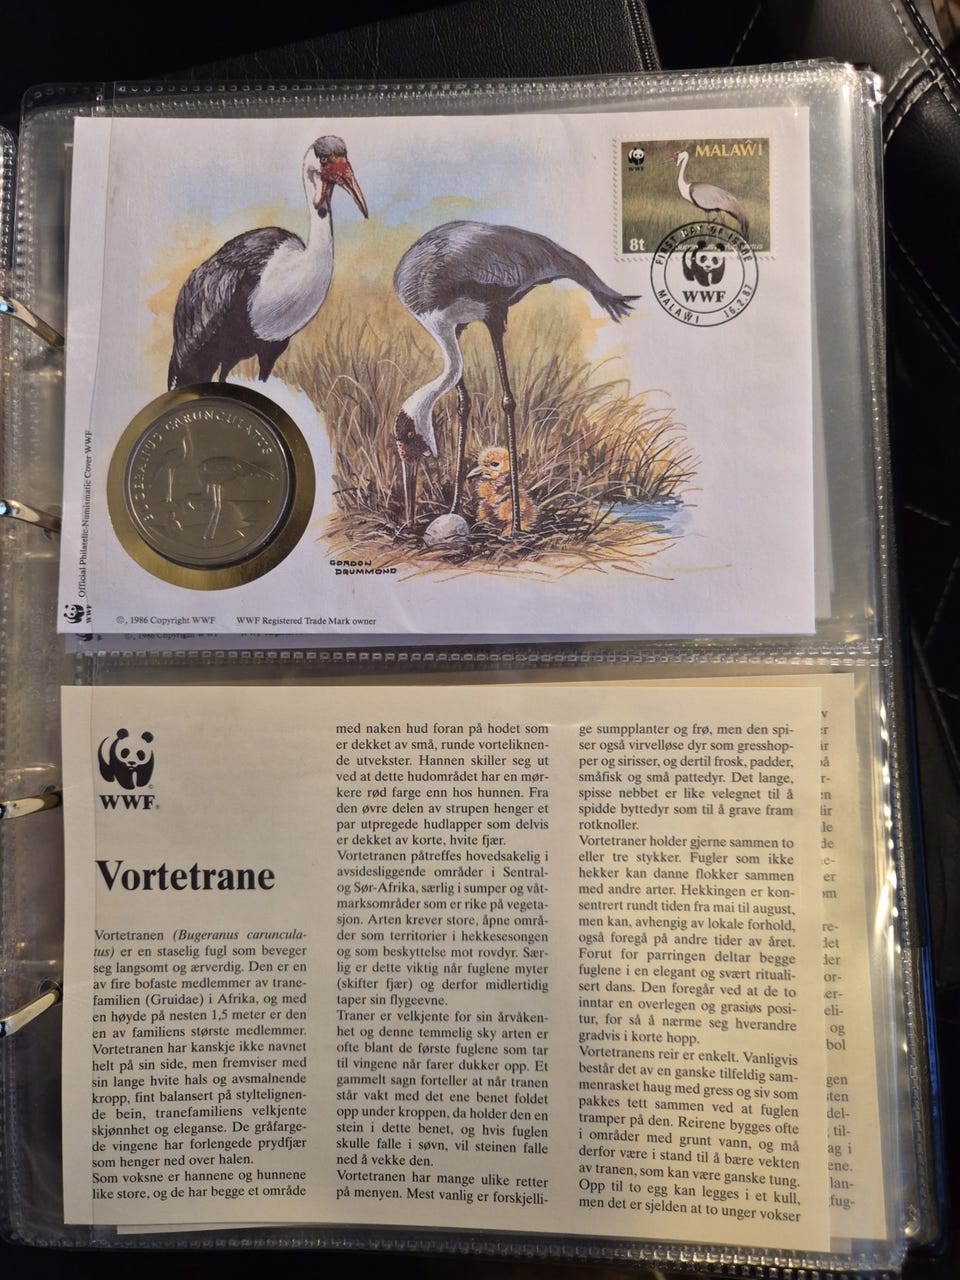 MALAŴI
WWF
8t
FIRST DAY OF ISSUE
WWF
MALAŴI 16.2.87
BUGERANUS CARUNCULATUS
GORDON
DRUMMOND
Official Philatelic-Numismatic Cover WWF
WWF
©, 1986 Copyright WWF WWF Registered Trade Mark owner
©, 1986 Copyright WWF
WWF
Vortetrane
Vortetranen (Bugeranus caruncula-
tus) er en staselig fugl som beveger
seg langsomt og ærverdig. Den er en
av fire bofaste medlemmer av trane-
familien (Gruidae) i Afrika, og med
en høyde på nesten 1,5 meter er den
en av familiens største medlemmer.
Vortetranen har kanskje ikke navnet
helt på sin side, men fremviser med
sin lange hvite hals og avsmalnende
kropp, fint balansert på styltelignen-
de bein, tranefamiliens velkjente
skjønnhet og eleganse. De gråfarge-
de vingene har forlengede prydfjær
som henger ned over halen.
Som voksne er hannene og hunnene
like store, og de har begge et område
med naken hud foran på hodet som
er dekket av små, runde vorteliknen-
de utvekster. Hannen skiller seg ut
ved at dette hudområdet har en mør-
kere rød farge enn hos hunnen. Fra
den øvre delen av strupen henger et
par utpregede hudlapper som delvis
er dekket av korte, hvite fjær.
Vortetranen påtreffes hovedsakelig i
avsidesliggende områder i Sentral-
og Sør-Afrika, særlig i sumper og våt-
marksområder som er rike på vegeta-
sjon. Arten krever store, åpne områ-
der som territorier i hekkesesongen
og som beskyttelse mot rovdyr. Sær-
lig er dette viktig når fuglene myter
(skifter fjær) og derfor midlertidig
taper sin flygeevne.
Traner er velkjente for sin årvåken-
het og denne temmelig sky arten er
ofte blant de første fuglene som tar
til vingene når farer dukker opp. Et
gammelt sagn forteller at når tranen
står vakt med det ene benet foldet
opp under kroppen, da holder den en
stein i dette benet, og hvis fuglen
skulle falle i søvn, vil steinen falle
ned å vekke den.
Vortetranen har mange ulike retter
på menyen. Mest vanlig er forskjelli-
ge sumpplanter og frø, men den spi-
ser også virvelløse dyr som gresshop-
per og sirisser, og dertil frosk, padder,
småfisk og små pattedyr. Det lange,
spisse nebbet er like velegnet til å
spidde byttedyr som til å grave fram
rotknoller.
Vortetraner holder gjerne sammen to
eller tre stykker. Fugler som ikke
hekker kan danne flokker sammen
med andre arter. Hekkingen er kon-
sentrert rundt tiden fra mai til august,
men kan, avhengig av lokale forhold,
også foregå på andre tider av året.
Forut for parringen deltar begge
fuglene i en elegant og svært rituali-
sert dans. Den foregår ved at de to
inntar en overlegen og grasiøs posi-
tur, for så å nærme seg hverandre
gradvis i korte hopp.
Vortetranens reir er enkelt. Vanligvis
består det av en ganske tilfeldig sam-
menrasket haug med gress og siv som
pakkes tett sammen ved at fuglen
tramper på den. Reirene bygges ofte
i områder med grunt vann, og må
derfor være i stand til å bære vekten
av tranen, som kan være ganske tung.
Opp til to egg kan legges i et kull,
men det er sjelden at to unger vokser